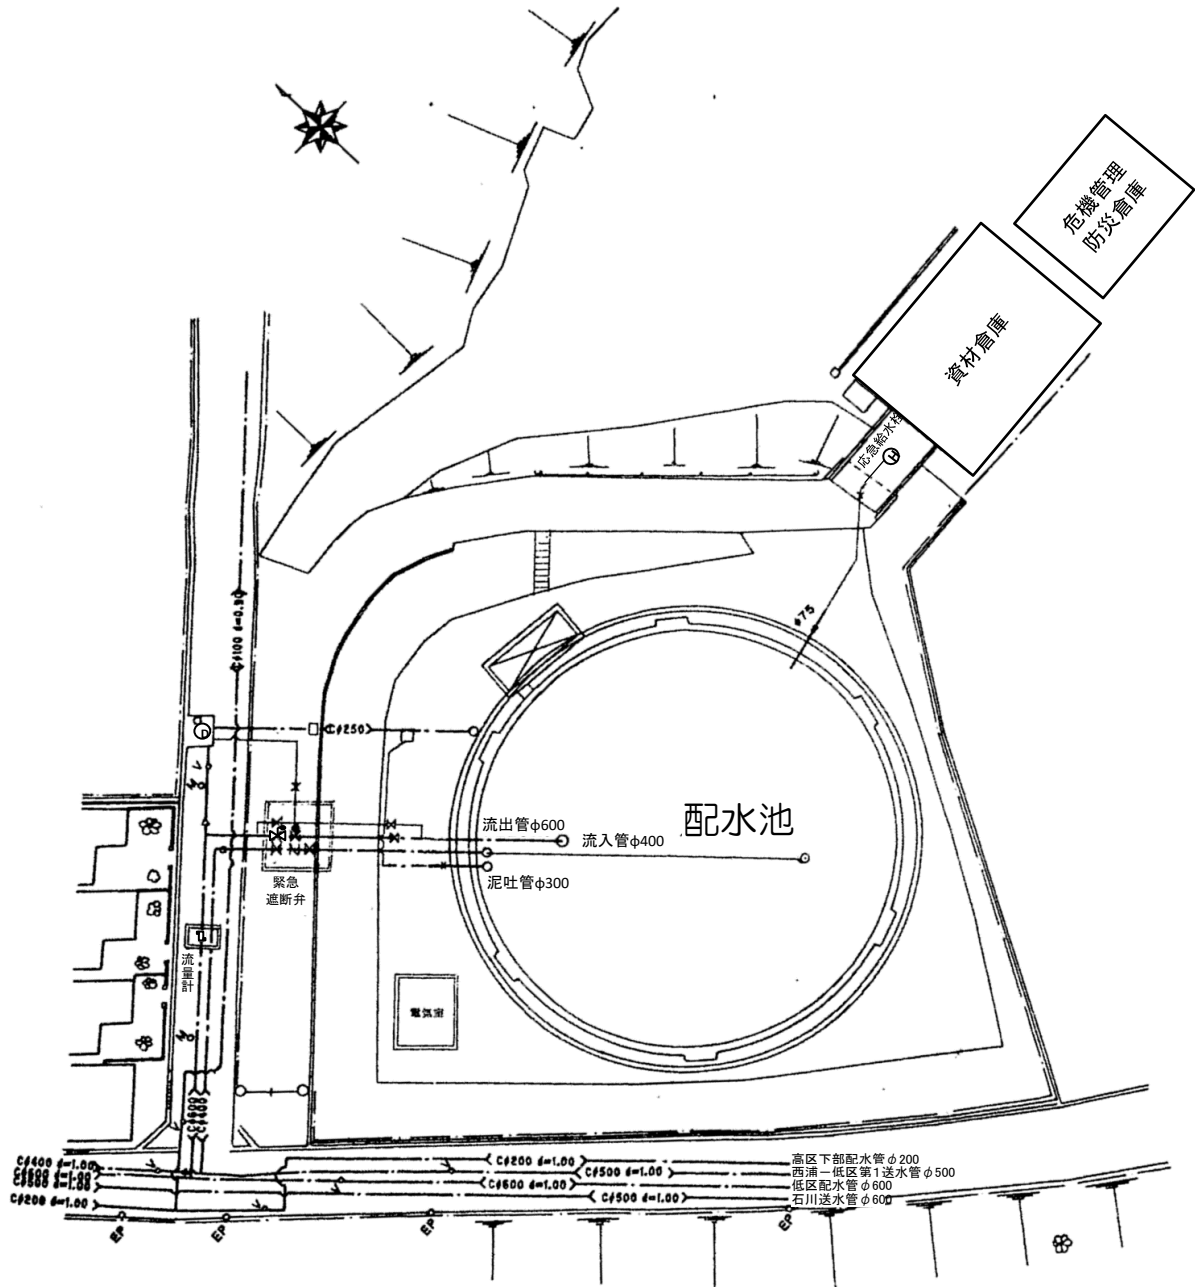 危機管理
防災倉庫
資材倉庫
応急給水栓
Cφ100 d=0.90
φ75
Cφ250
配水池
流出管φ600
流入管φ400
泥吐管φ300
緊急
遮断弁
流量計
電気室
Cφ600
Cφ400
Cφ400 d=1.00
Cφ200 d=1.00
Cφ200 d=1.00
Cφ500 d=1.00
Cφ600 d=1.00
Cφ500 d=1.00
高区下部配水管φ200
西浦－低区第1送水管φ500
低区配水管φ600
石川送水管φ600
EP
EP
EP
EP